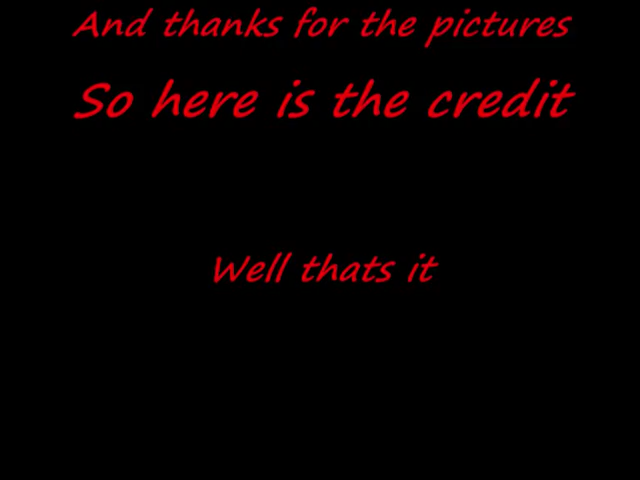 And thanks for the pictures
So here is the credit
Well thats it